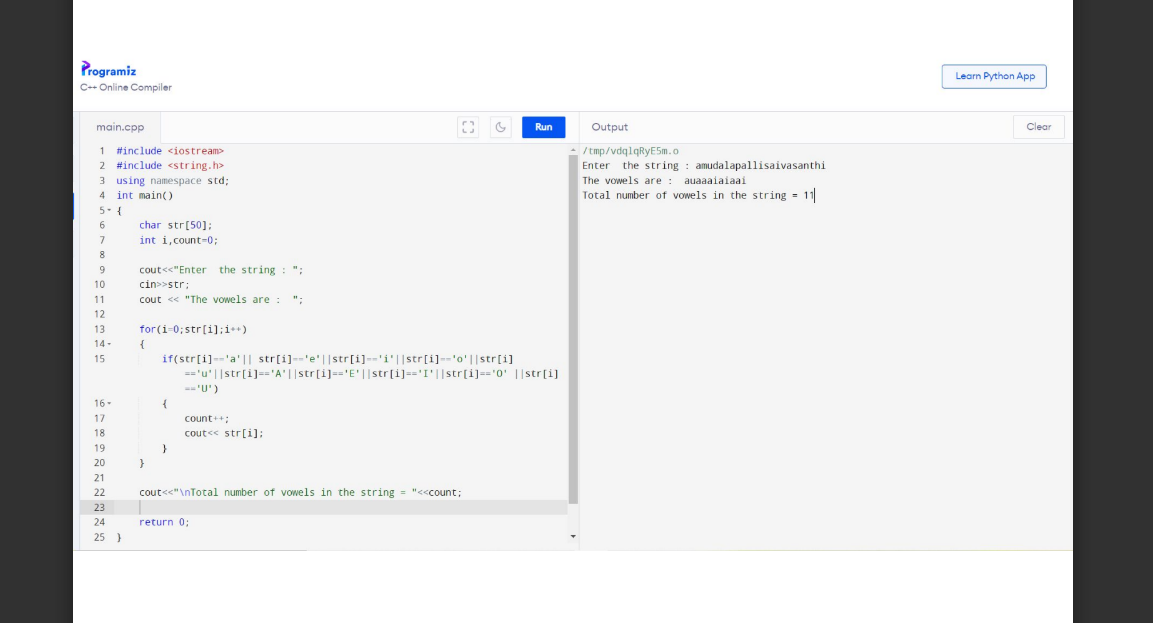 Programiz
C++ Online Compiler
Learn Python App
main.cpp
Run
Output
Clear
1 #include <iostream>
2 #include <string.h>
3 using namespace std;
4 int main()
5 {
6 char str[50];
7 int i,count=0;
8
9 cout<<"Enter  the string : ";
10 cin>>str;
11 cout << "The vowels are :  ";
12
13 for(i=0;str[i];i++)
14 {
15 if(str[i]=='a'|| str[i]=='e'||str[i]=='i'||str[i]=='o'||str[i]
=='u'||str[i]=='A'||str[i]=='E'||str[i]=='I'||str[i]=='O' ||str[i]
=='U')
16 {
17 count++;
18 cout<< str[i];
19 }
20 }
21
22 cout<<"\nTotal number of vowels in the string = "<<count;
23
24 return 0;
25 }
/tmp/vdqlqRyE5m.o
Enter  the string : amudalapallisaivasanthi
The vowels are :  auaaaiaiaai
Total number of vowels in the string = 11